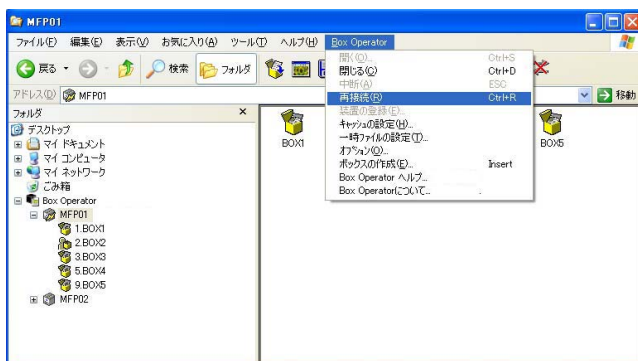 MFP01
ファイル(F) 編集(E) 表示(V) お気に入り(A) ツール(T) ヘルプ(H) Box Operator
戻る 検索 フォルダ
アドレス(D) MFP01 移動
フォルダ ×
デスクトップ
マイ ドキュメント
マイ コンピュータ
マイ ネットワーク
ごみ箱
Box Operator
MFP01
1.BOX1
2.BOX2
3.BOX3
5.BOX4
9.BOX5
MFP02
BOX1
開く(O)... Ctrl+S
閉じる(C) Ctrl+D
中断(A) ESC
再接続(R) Ctrl+R
装置の登録(E)...
キャッシュの設定(H)...
一時ファイルの設定(T)...
オプション(O)...
ボックスの作成(E)... Insert
Box Operator ヘルプ...
Box Operatorについて...
BOX5